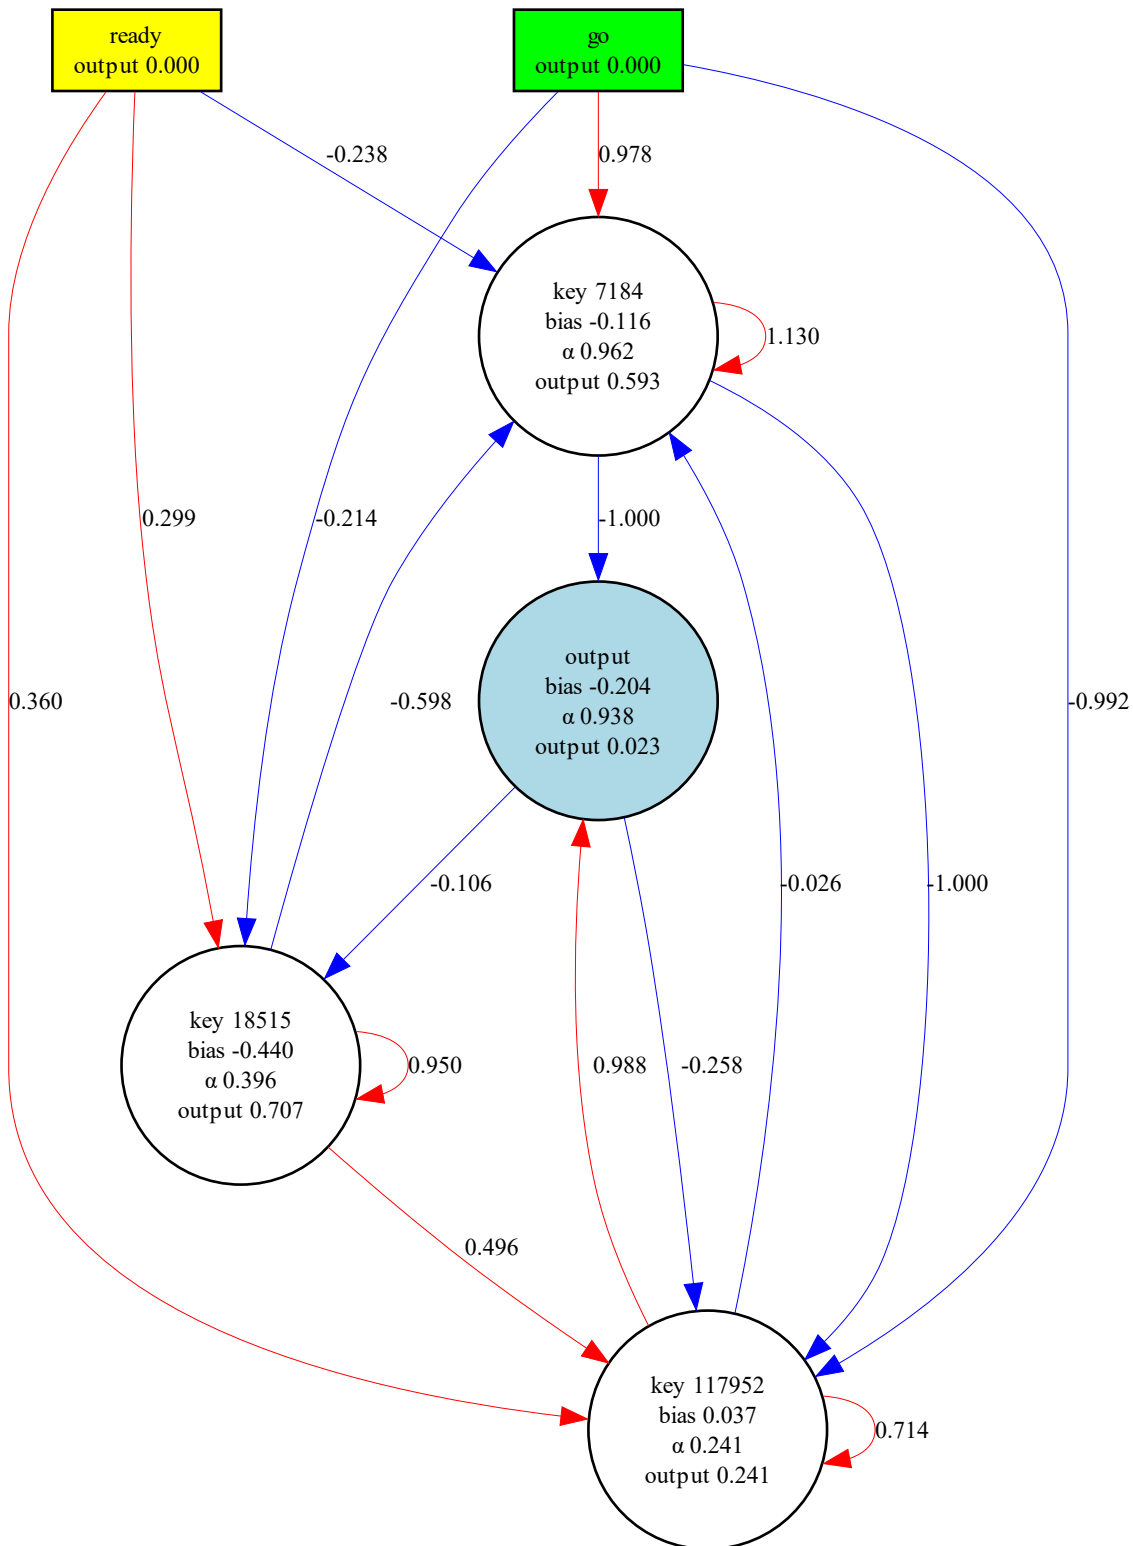 ready
output 0.000
go
output 0.000
-0.238
0.978
key 7184
bias -0.116
α 0.962
output 0.593
1.130
0.299
-0.214
-1.000
output
bias -0.204
α 0.938
output 0.023
0.360
-0.598
-0.992
-0.106
-0.026
-1.000
key 18515
bias -0.440
α 0.396
output 0.707
0.950
0.988
-0.258
0.496
key 117952
bias 0.037
α 0.241
output 0.241
0.714